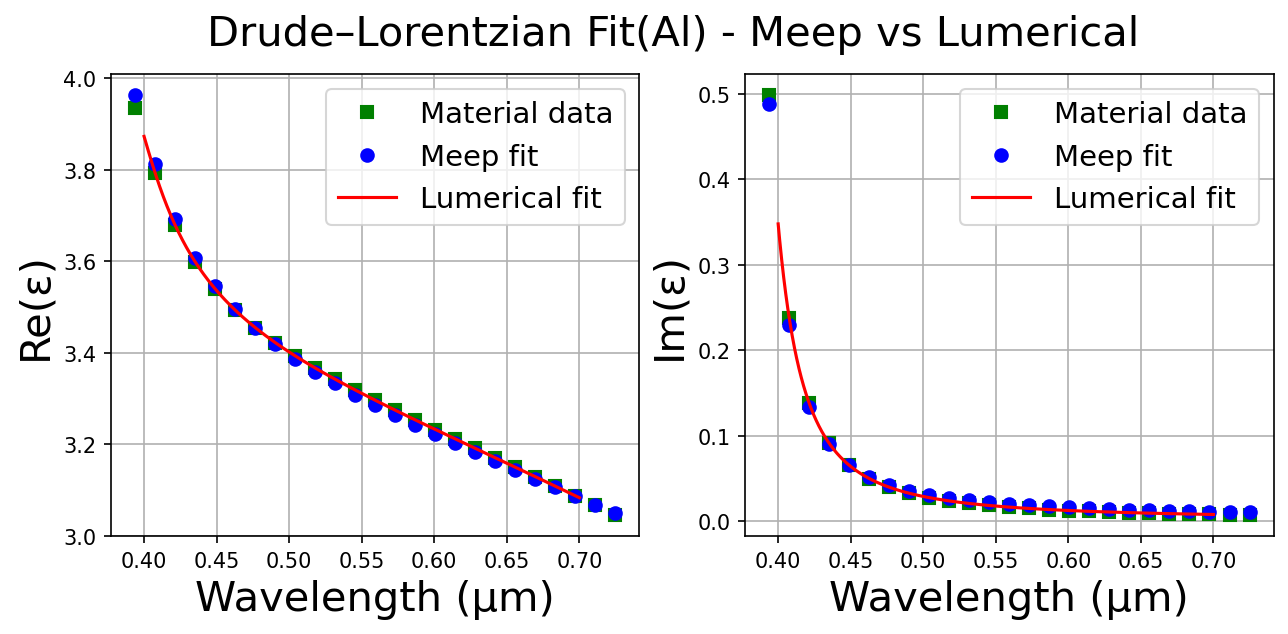 Drude–Lorentzian Fit(Al) - Meep vs Lumerical
4.0
3.8
3.6
3.4
3.2
3.0
Re(ε)
0.40 0.45 0.50 0.55 0.60 0.65 0.70
Wavelength (μm)
Material data
Meep fit
Lumerical fit
0.5
0.4
0.3
0.2
0.1
0.0
Im(ε)
0.40 0.45 0.50 0.55 0.60 0.65 0.70
Wavelength (μm)
Material data
Meep fit
Lumerical fit